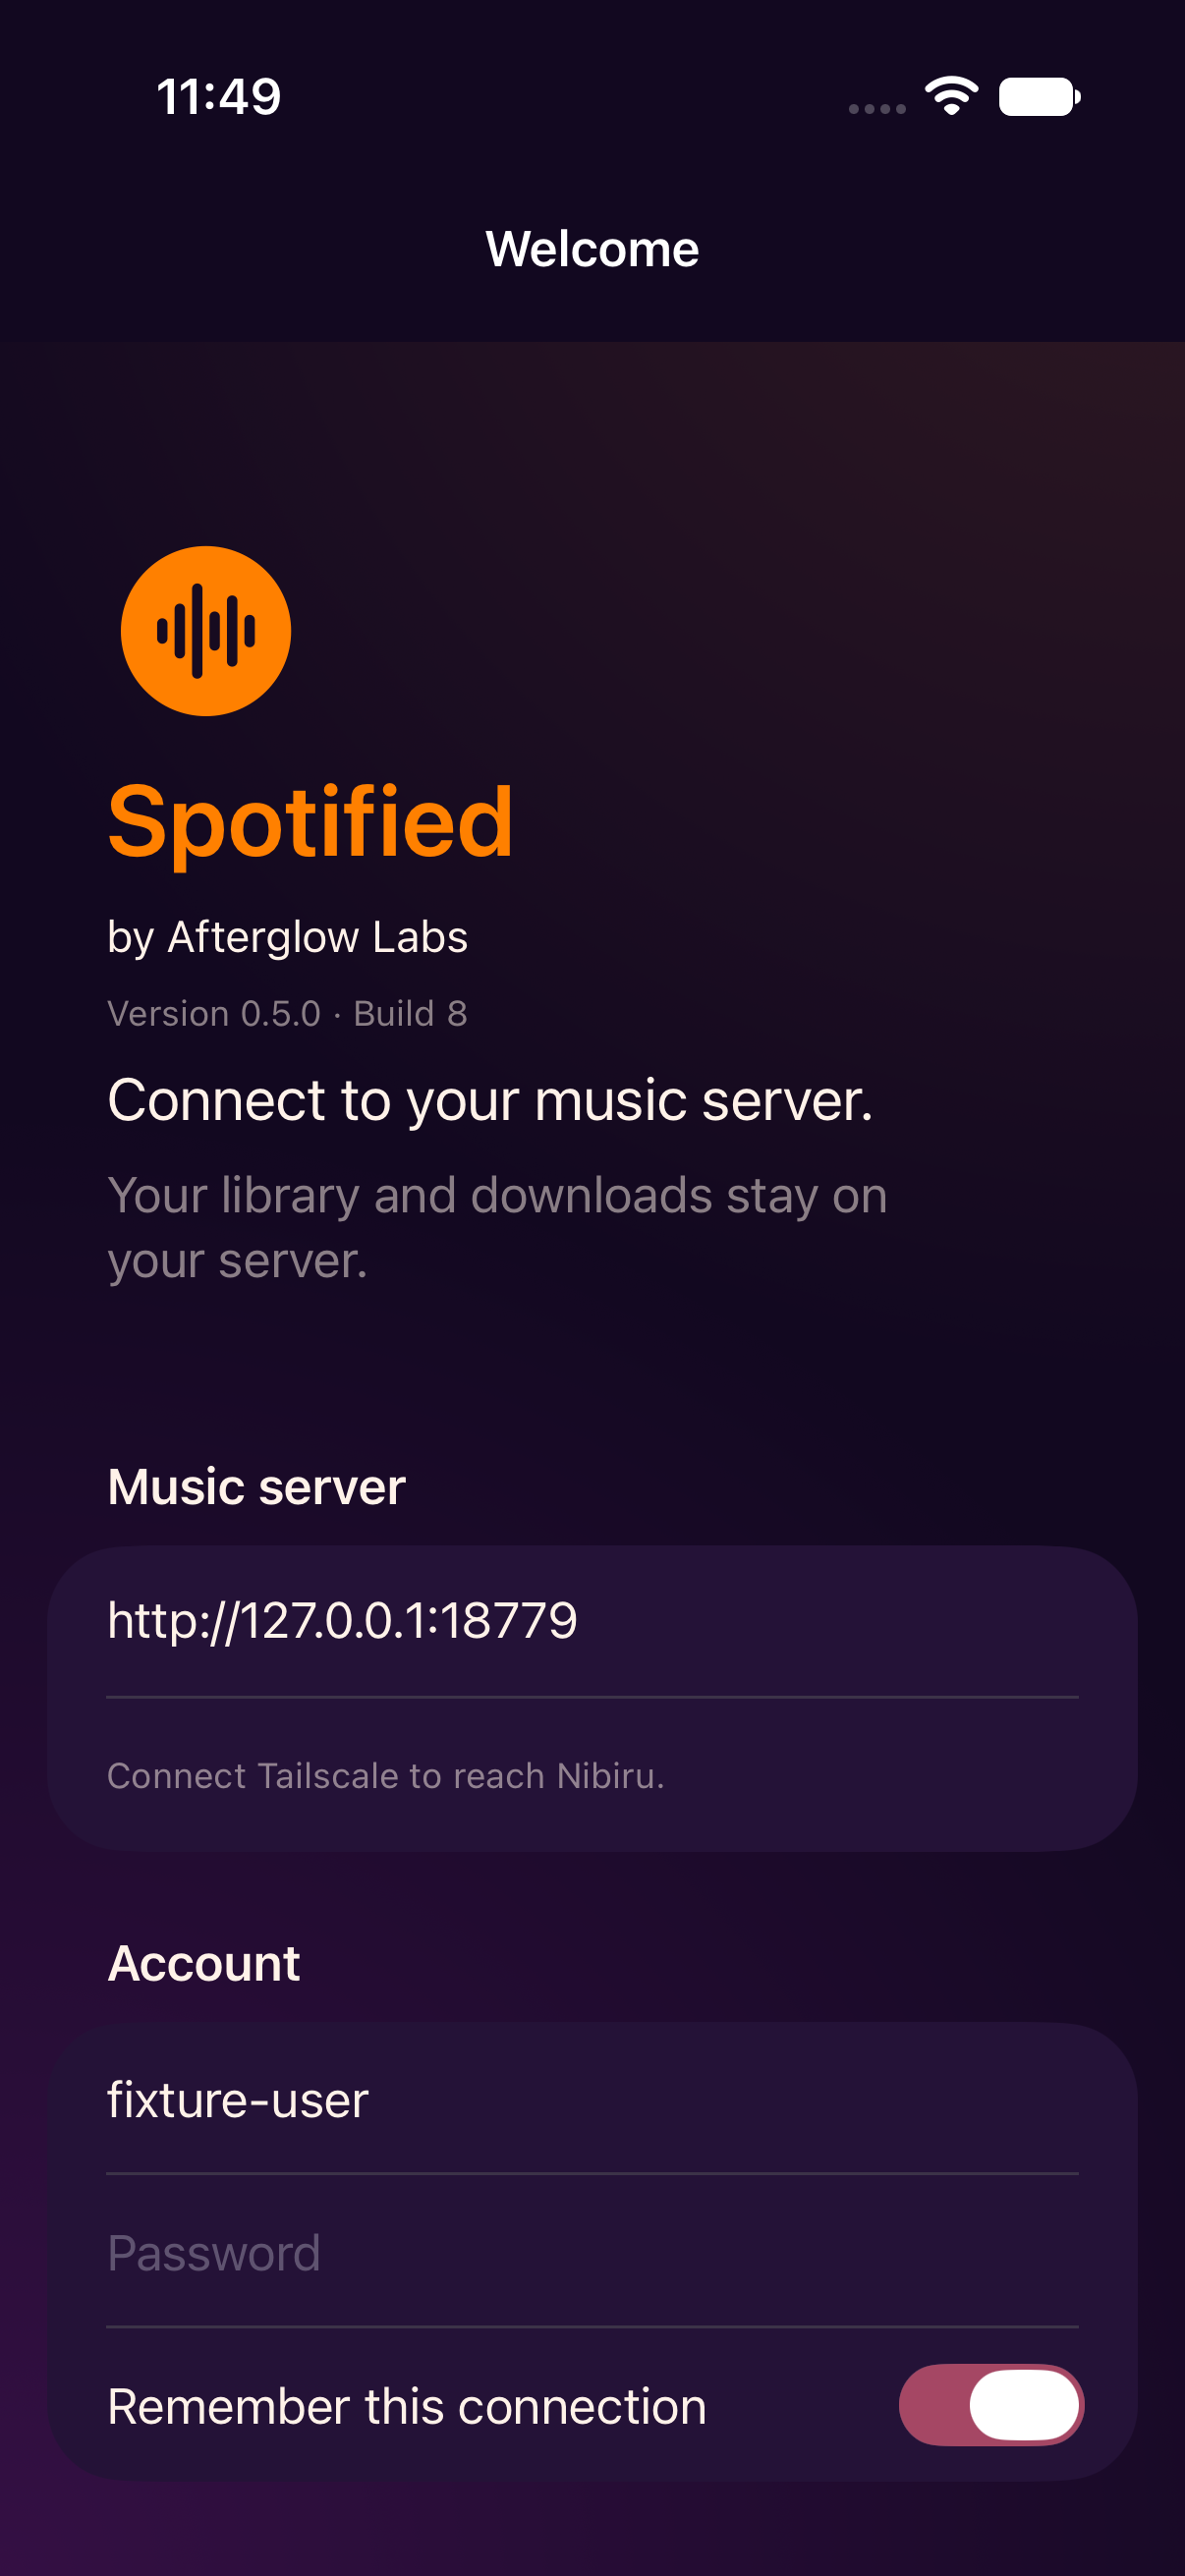 11:49
Welcome
Spotified
by Afterglow Labs
Version 0.5.0 · Build 8
Connect to your music server.
Your library and downloads stay on
your server.
Music server
http://127.0.0.1:18779
Connect Tailscale to reach Nibiru.
Account
fixture-user
Password
Remember this connection